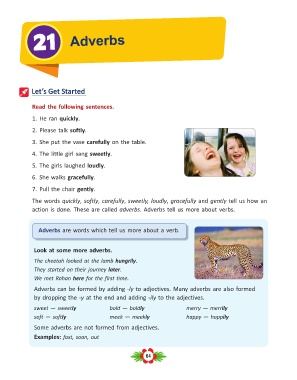 21 Adverbs
Let's Get Started
Read the following sentences.
1. He ran quickly.
2. Please talk softly.
3. She put the vase carefully on the table.
4. The little girl sang sweetly.
5. The girls laughed loudly.
6. She walks gracefully.
7. Pull the chair gently.
The words quickly, softly, carefully, sweetly, loudly, gracefully and gently tell us how an
action is done. These are called adverbs. Adverbs tell us more about verbs.
Adverbs are words which tell us more about a verb.
Look at some more adverbs.
The cheetah looked at the lamb hungrily.
They started on their journey later.
We met Rohan here for the first time.
Adverbs can be formed by adding -ly to adjectives. Many adverbs are also formed
by dropping the -y at the end and adding -ily to the adjectives.
sweet — sweetly bold — boldly merry — merrily
soft — softly meek — meekly happy — happily
Some adverbs are not formed from adjectives.
Examples: fast, soon, out
64